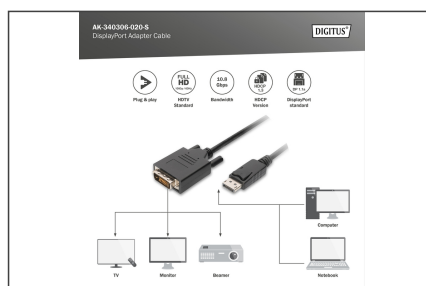 AK-340306-020-S
DisplayPort Adapter Cable
DIGITUS®
FULL
HD
10.8
Gbps
HDCP
1.3
DP 1.1a
Plug & play
HDTV
Standard
Bandwidth
HDCP
Version
DisplayPort
standard
Computer
TV
Monitor
Beamer
Notebook